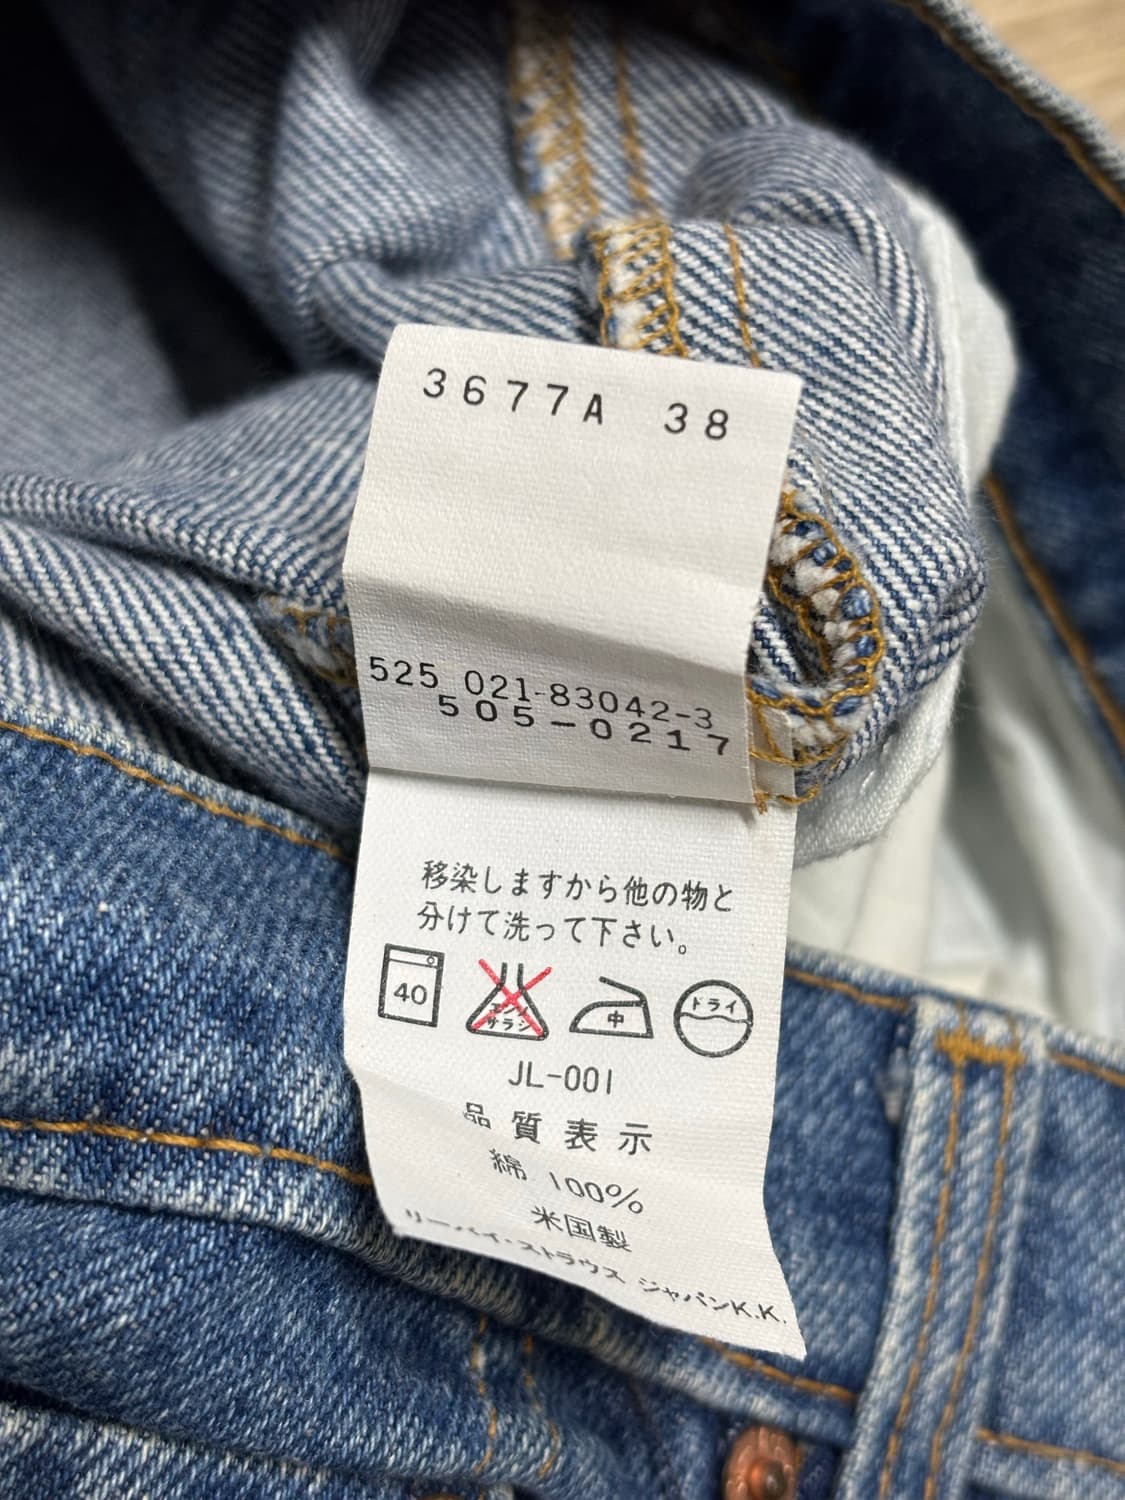 3677A 38
525 021-83042-3
505-0217
移染しますから他の物と
分けて洗って下さい。
40 エンソ サラシ 中 ドライ
JL-001
品質表示
綿 100%
米国製
リーバイ・ストラウス ジャパンK.K.